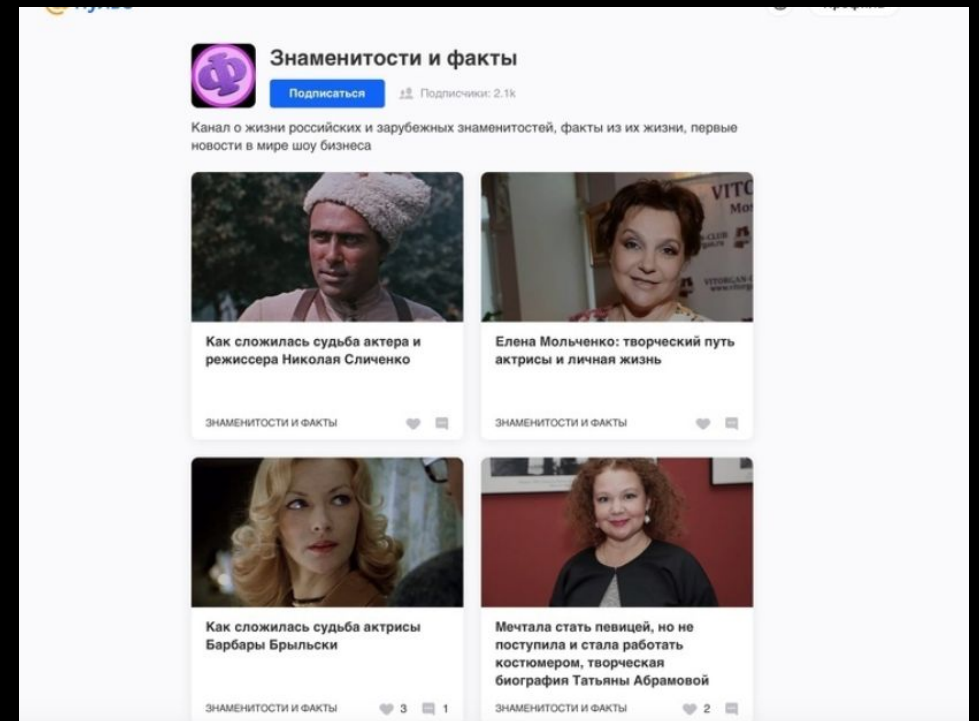 Знаменитости и факты
Подписаться
Подписчики: 2.1k
Канал о жизни российских и зарубежных знаменитостей, факты из их жизни, первые
новости в мире шоу бизнеса
Как сложилась судьба актера и
режиссера Николая Сличенко
ЗНАМЕНИТОСТИ И ФАКТЫ
Елена Мольченко: творческий путь
актрисы и личная жизнь
ЗНАМЕНИТОСТИ И ФАКТЫ
Как сложилась судьба актрисы
Барбары Брыльски
ЗНАМЕНИТОСТИ И ФАКТЫ 3 1
Мечтала стать певицей, но не
поступила и стала работать
костюмером, творческая
биография Татьяны Абрамовой
ЗНАМЕНИТОСТИ И ФАКТЫ 2